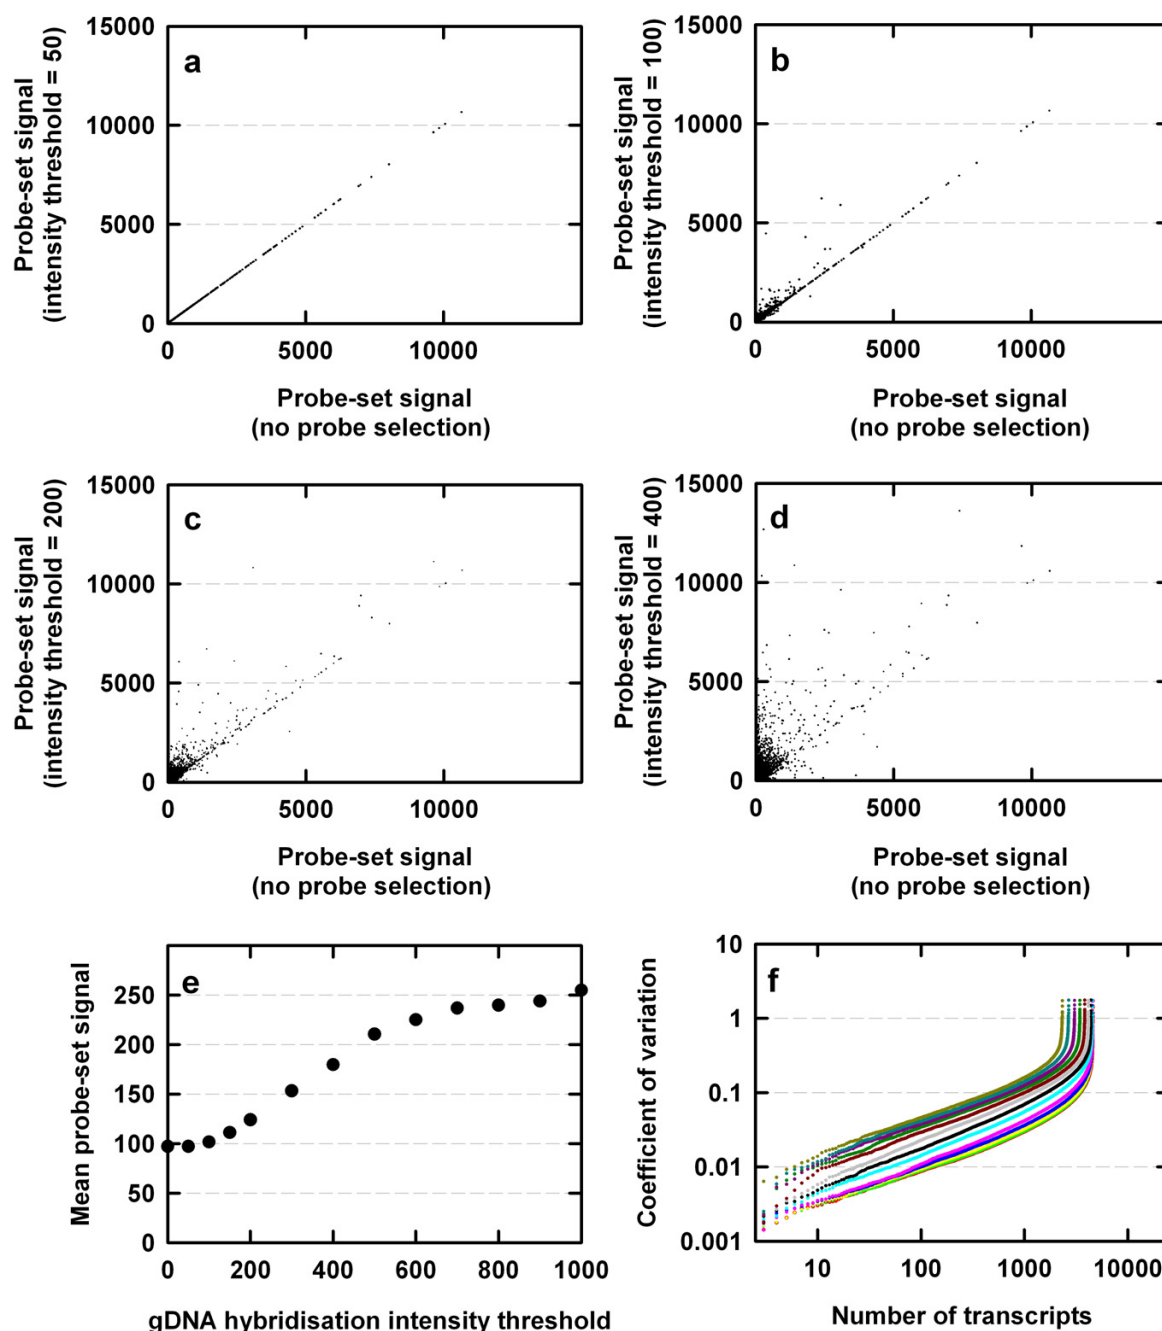 a
15000
10000
5000
0
0 5000 10000
Probe-set signal
(intensity threshold = 50)
Probe-set signal
(no probe selection)
b
15000
10000
5000
0
0 5000 10000
Probe-set signal
(intensity threshold = 100)
Probe-set signal
(no probe selection)
c
15000
10000
5000
0
0 5000 10000
Probe-set signal
(intensity threshold = 200)
Probe-set signal
(no probe selection)
d
15000
10000
5000
0
0 5000 10000
Probe-set signal
(intensity threshold = 400)
Probe-set signal
(no probe selection)
e
250
200
150
100
50
0
0 200 400 600 800 1000
Mean probe-set signal
gDNA hybridisation intensity threshold
f
10
1
0.1
0.01
0.001
10 100 1000 10000
Coefficient of variation
Number of transcripts